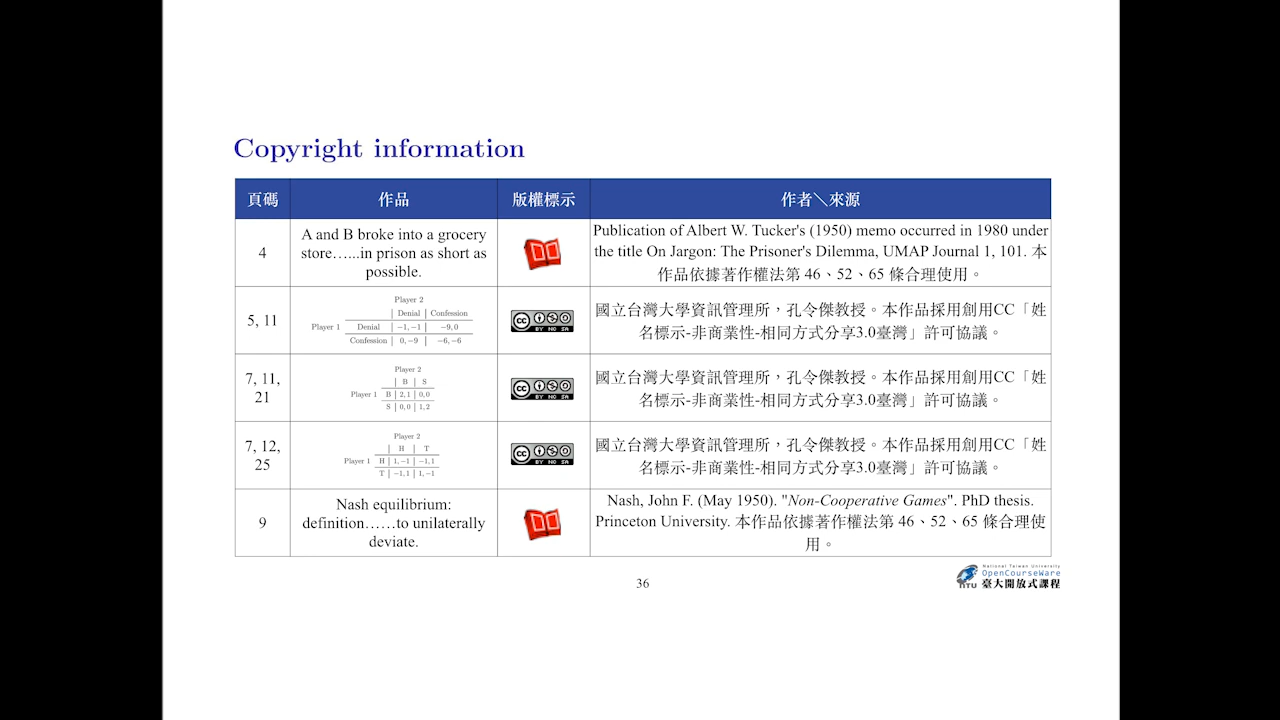 Copyright information
頁碼 作品 版權標示 作者＼來源
4
A and B broke into a grocery
store…...in prison as short as
possible.
Publication of Albert W. Tucker's (1950) memo occurred in 1980 under
the title On Jargon: The Prisoner's Dilemma, UMAP Journal 1, 101. 本
作品依據著作權法第 46、52、65 條合理使用。
5, 11
Player 2
Denial Confession
Player 1 Denial −1, −1 −9, 0
Confession 0, −9 −6, −6
CC BY NC SA
國立台灣大學資訊管理所，孔令傑教授。本作品採用創用CC「姓
名標示-非商業性-相同方式分享3.0臺灣」許可協議。
7, 11,
21
Player 2
B S
Player 1 B 2, 1 0, 0
S 0, 0 1, 2
CC BY NC SA
國立台灣大學資訊管理所，孔令傑教授。本作品採用創用CC「姓
名標示-非商業性-相同方式分享3.0臺灣」許可協議。
7, 12,
25
Player 2
H T
Player 1 H 1, −1 −1, 1
T −1, 1 1, −1
CC BY NC SA
國立台灣大學資訊管理所，孔令傑教授。本作品採用創用CC「姓
名標示-非商業性-相同方式分享3.0臺灣」許可協議。
9
Nash equilibrium:
definition……to unilaterally
deviate.
Nash, John F. (May 1950). "Non-Cooperative Games". PhD thesis.
Princeton University. 本作品依據著作權法第 46、52、65 條合理使
用。
36
National Taiwan University
OpenCourseWare
NTU 臺大開放式課程